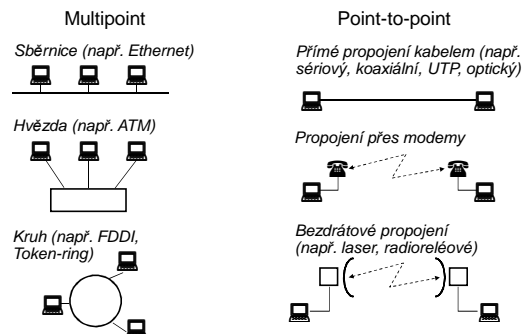 Multipoint
Sběrnice (např. Ethernet)
Hvězda (např. ATM)
Kruh (např. FDDI,
Token-ring)
Point-to-point
Přímé propojení kabelem (např.
sériový, koaxiální, UTP, optický)
Propojení přes modemy
Bezdrátové propojení
(např. laser, radioreléové)